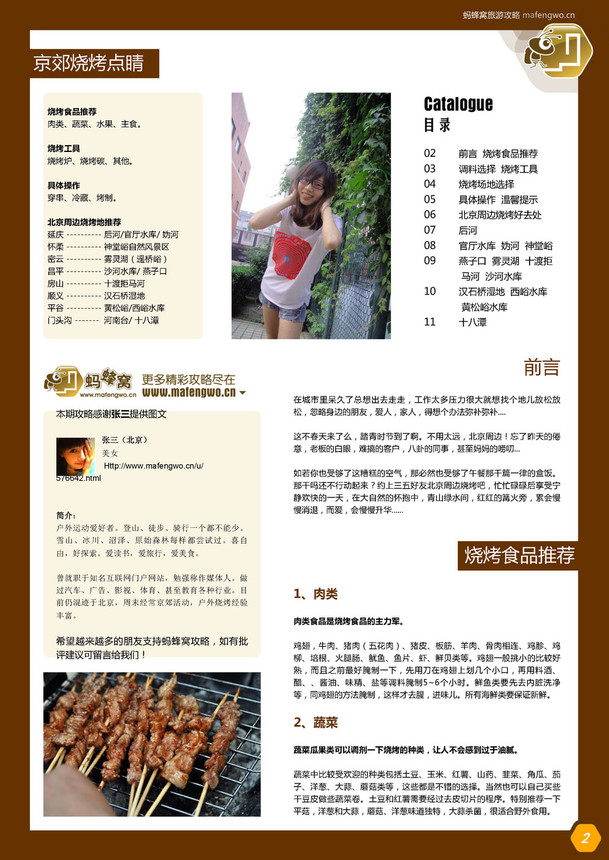 蚂蜂窝旅游攻略 mafengwo.cn
京郊烧烤点睛
烧烤食品推荐
肉类、蔬菜、水果、主食。
烧烤工具
烧烤炉、烧烤碳、其他。
具体操作
穿串、冷藏、烤制。
北京周边烧烤地推荐
延庆 ---------- 后河/官厅水库/ 妫河
怀柔 ---------- 神堂峪自然风景区
密云 ---------- 雾灵湖（遥桥峪）
昌平 ---------- 沙河水库/ 燕子口
房山 ---------- 十渡拒马河
顺义 ---------- 汉石桥湿地
平谷 ---------- 黄松峪/西峪水库
门头沟 ------- 河南台/ 十八潭
Catalogue
目 录
02 前言 烧烤食品推荐
03 调料选择 烧烤工具
04 烧烤场地选择
05 具体操作 温馨提示
06 北京周边烧烤好去处
07 后河
08 官厅水库 妫河 神堂峪
09 燕子口 雾灵湖 十渡拒
马河 沙河水库
10 汉石桥湿地 西峪水库
黄松峪水库
11 十八潭
蚂蜂窝
www.mafengwo.cn
更多精彩攻略尽在
www.mafengwo.cn
本期攻略感谢张三提供图文
张三（北京）
美女
Http://www.mafengwo.cn/u/
576642.html
简介：
户外运动爱好者。登山、徒步、骑行一个都不能少。
雪山、冰川、沼泽、原始森林每样都尝试过。喜自
由，好探索。爱读书，爱旅行，爱美食。
曾就职于知名互联网门户网站，勉强称作媒体人。做
过汽车、广告、影视、体育、甚至教育各种行业。目
前仍混迹于北京，周末经常京郊活动，户外烧烤经验
丰富。
希望越来越多的朋友支持蚂蜂窝攻略，如有批
评建议可留言给我们！
前言
在城市里呆久了总想出去走走，工作太多压力很大就想找个地儿放松放
松，忽略身边的朋友，爱人，家人，得想个办法弥补弥补....
这不春天来了么，踏青时节到了啊。不用太远，北京周边！忘了昨天的倦
意，老板的白眼，难搞的客户，八卦的同事，甚至妈妈的唠叨...
如若你也受够了这糟糕的空气，那必然也受够了午餐那千篇一律的盒饭。
那干吗还不行动起来？约上三五好友北京周边烧烤吧，忙忙碌碌后享受宁
静欢快的一天，在大自然的怀抱中，青山绿水间，红红的篝火旁，累会慢
慢消退，而爱，会慢慢升华......
烧烤食品推荐
1、肉类
肉类食品是烧烤食品的主力军。
鸡翅，牛肉、猪肉（五花肉）、猪皮、板筋、羊肉、骨肉相连、鸡胗、鸡
柳、培根、火腿肠、鱿鱼、鱼片、虾、鲜贝类等。鸡翅一般挑小的比较好
熟，而且之前最好腌制一下，先用刀在鸡翅上划几个小口，再用料酒、
醋、、酱油、味精、盐等调料腌制5~6个小时。鲜鱼类要先去内脏洗净
等，同鸡翅的方法腌制，这样才去腥，进味儿。所有海鲜类要保证新鲜。
2、蔬菜
蔬菜瓜果类可以调剂一下烧烤的种类，让人不会感到过于油腻。
蔬菜中比较受欢迎的种类包括土豆、玉米、红薯、山药、韭菜、角瓜、茄
子、洋葱、大蒜、蘑菇类等，这些都是不错的选择。当然也可以自己买些
干豆皮做些蔬菜卷。土豆和红薯需要经过去皮切片的程序。特别推荐一下
平菇，洋葱和大蒜，蘑菇、洋葱味道独特，大蒜杀菌，很适合野外食用。
2